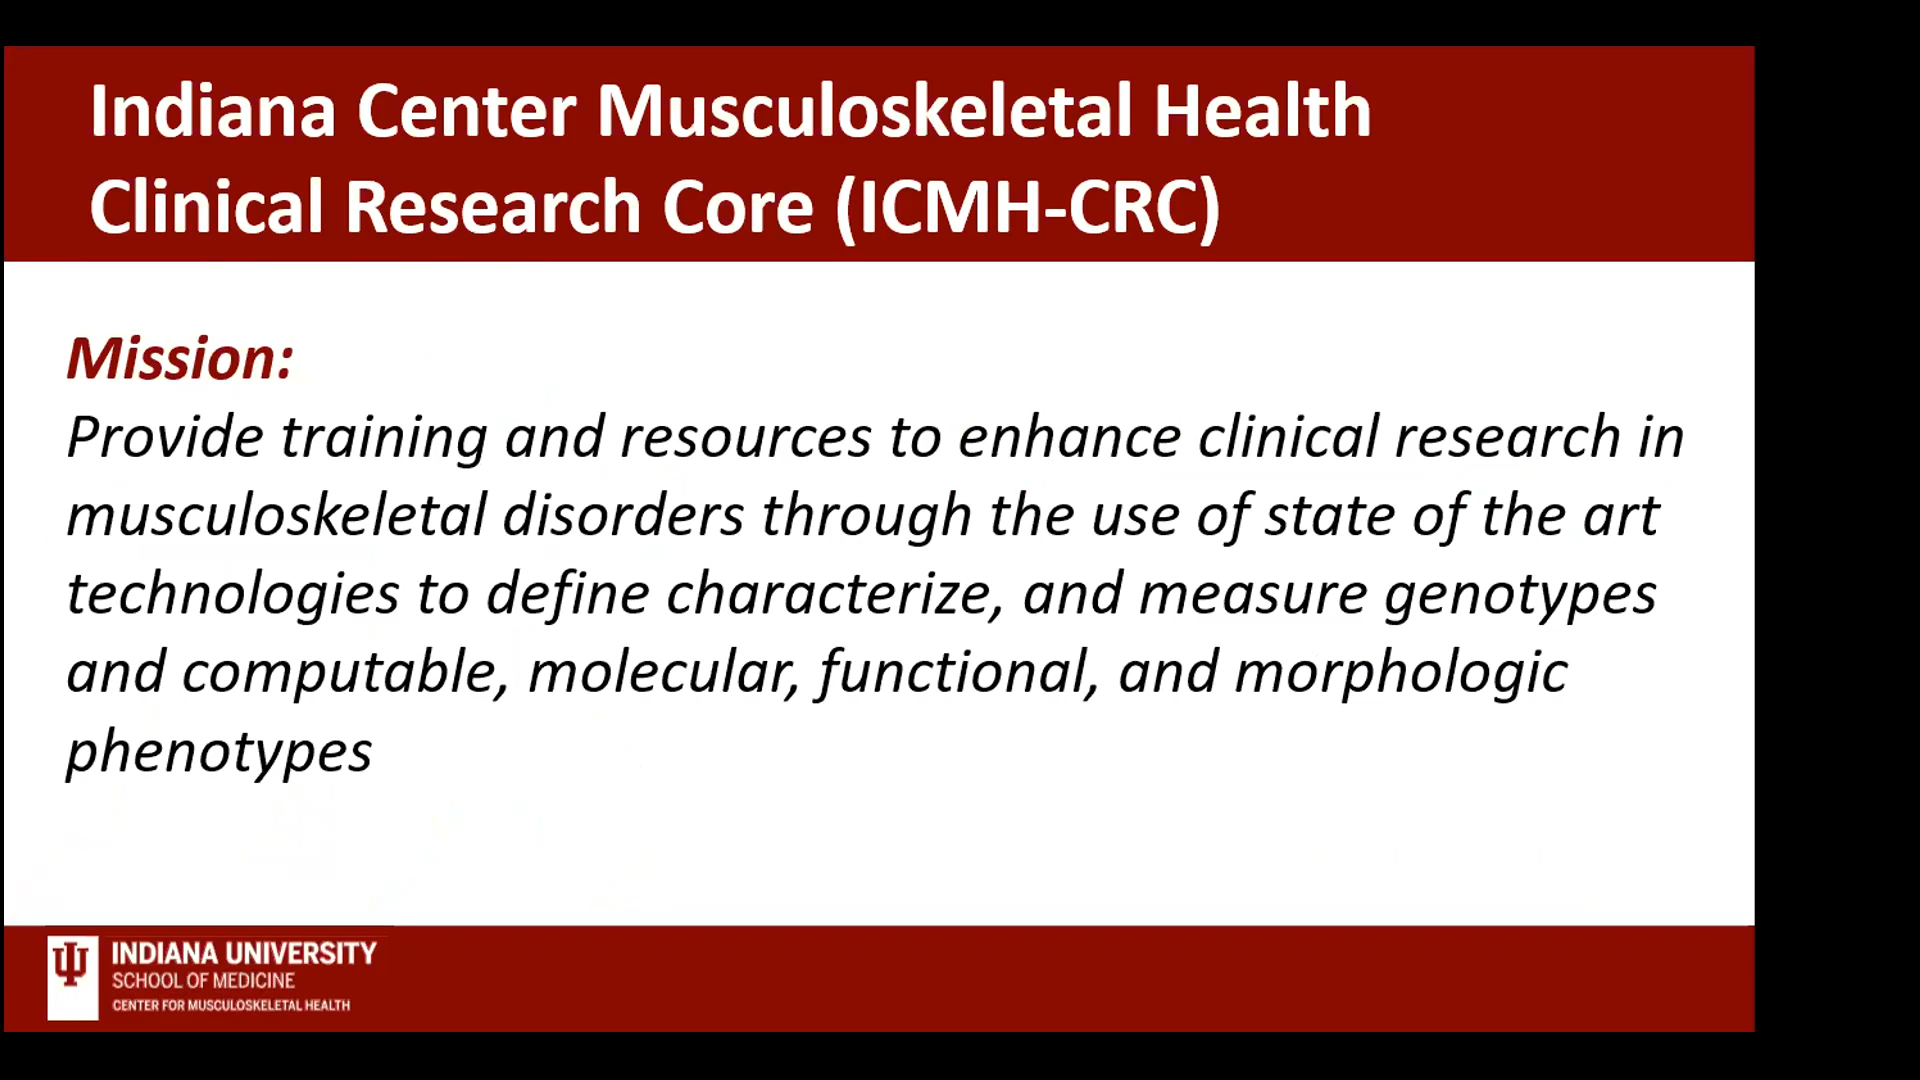 Indiana Center Musculoskeletal Health
Clinical Research Core (ICMH-CRC)
Mission:
Provide training and resources to enhance clinical research in
musculoskeletal disorders through the use of state of the art
technologies to define characterize, and measure genotypes
and computable, molecular, functional, and morphologic
phenotypes
INDIANA UNIVERSITY
SCHOOL OF MEDICINE
CENTER FOR MUSCULOSKELETAL HEALTH